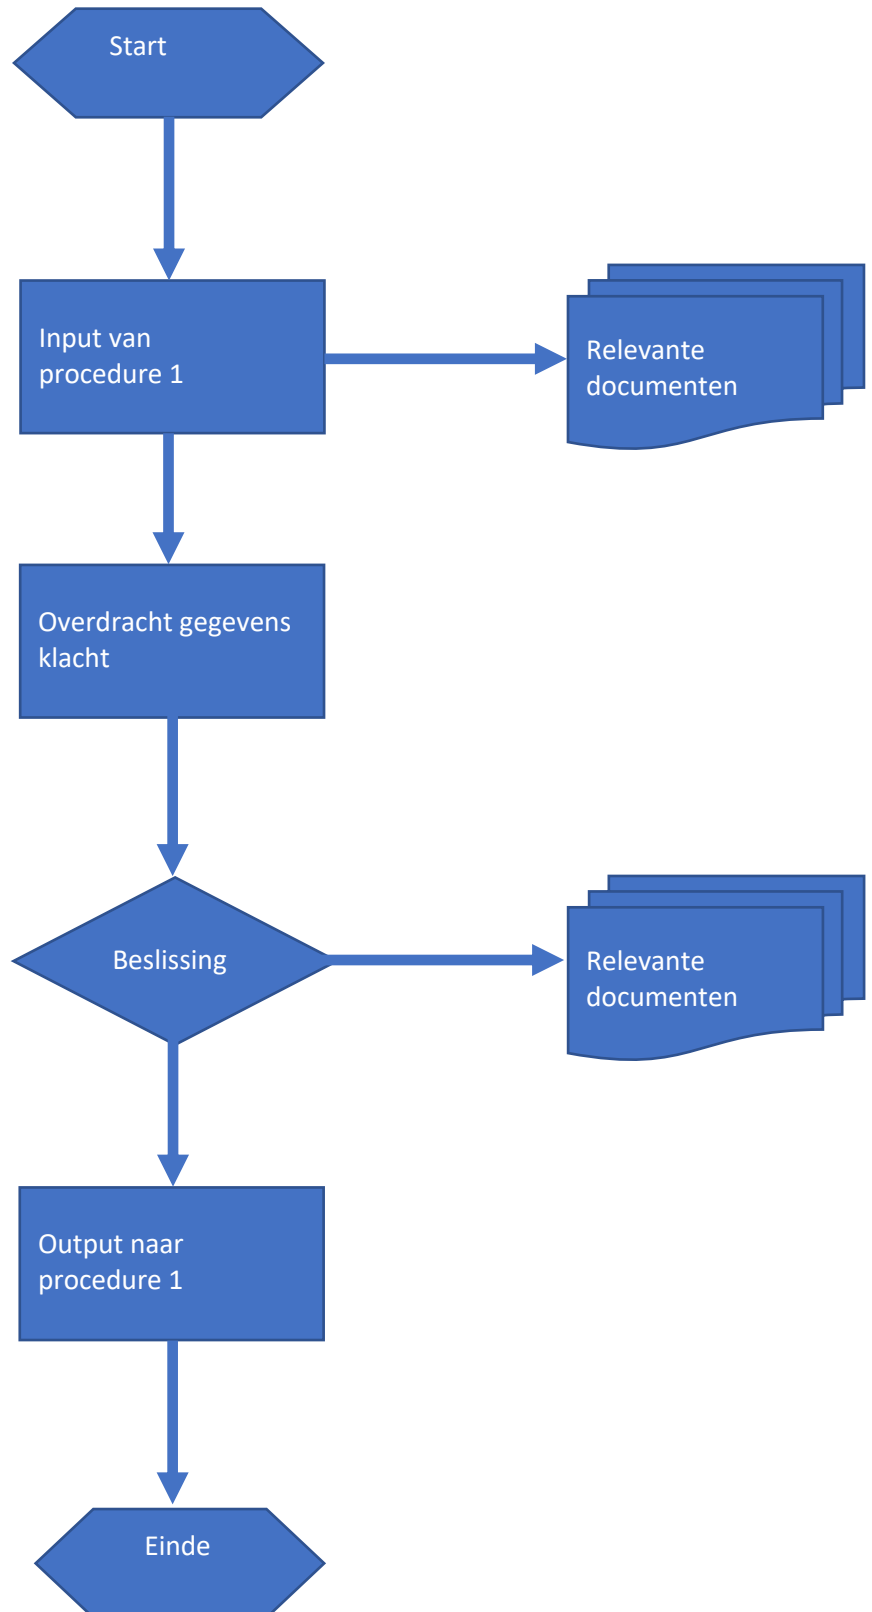 Start
Input van
procedure 1
Relevante
documenten
Overdracht gegevens
klacht
Beslissing
Relevante
documenten
Output naar
procedure 1
Einde